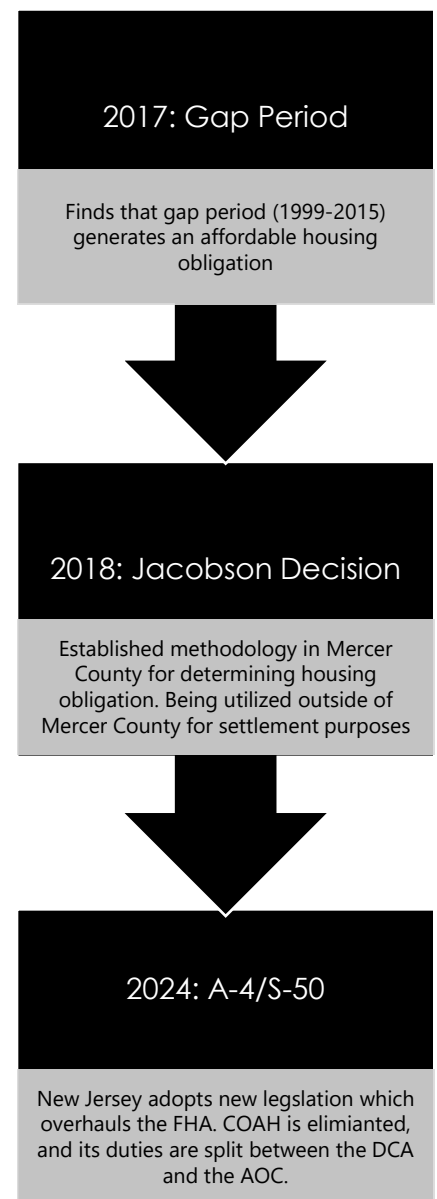 2017: Gap Period
Finds that gap period (1999-2015)
generates an affordable housing
obligation
2018: Jacobson Decision
Established methodology in Mercer
County for determining housing
obligation. Being utilized outside of
Mercer County for settlement purposes
2024: A-4/S-50
New Jersey adopts new legslation which
overhauls the FHA. COAH is elimianted,
and its duties are split between the DCA
and the AOC.